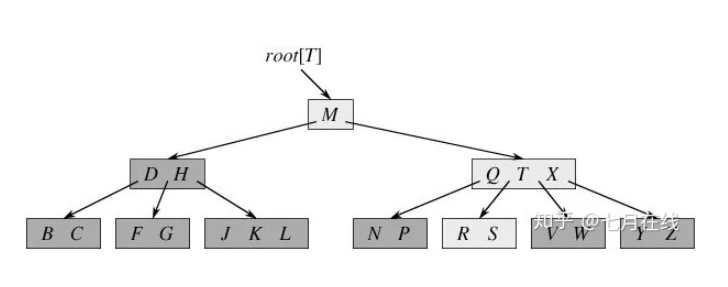 root[T]
M
D H
Q T X
B C
F G
J K L
N P
R S
V W
Y Z
知乎 @七月在线